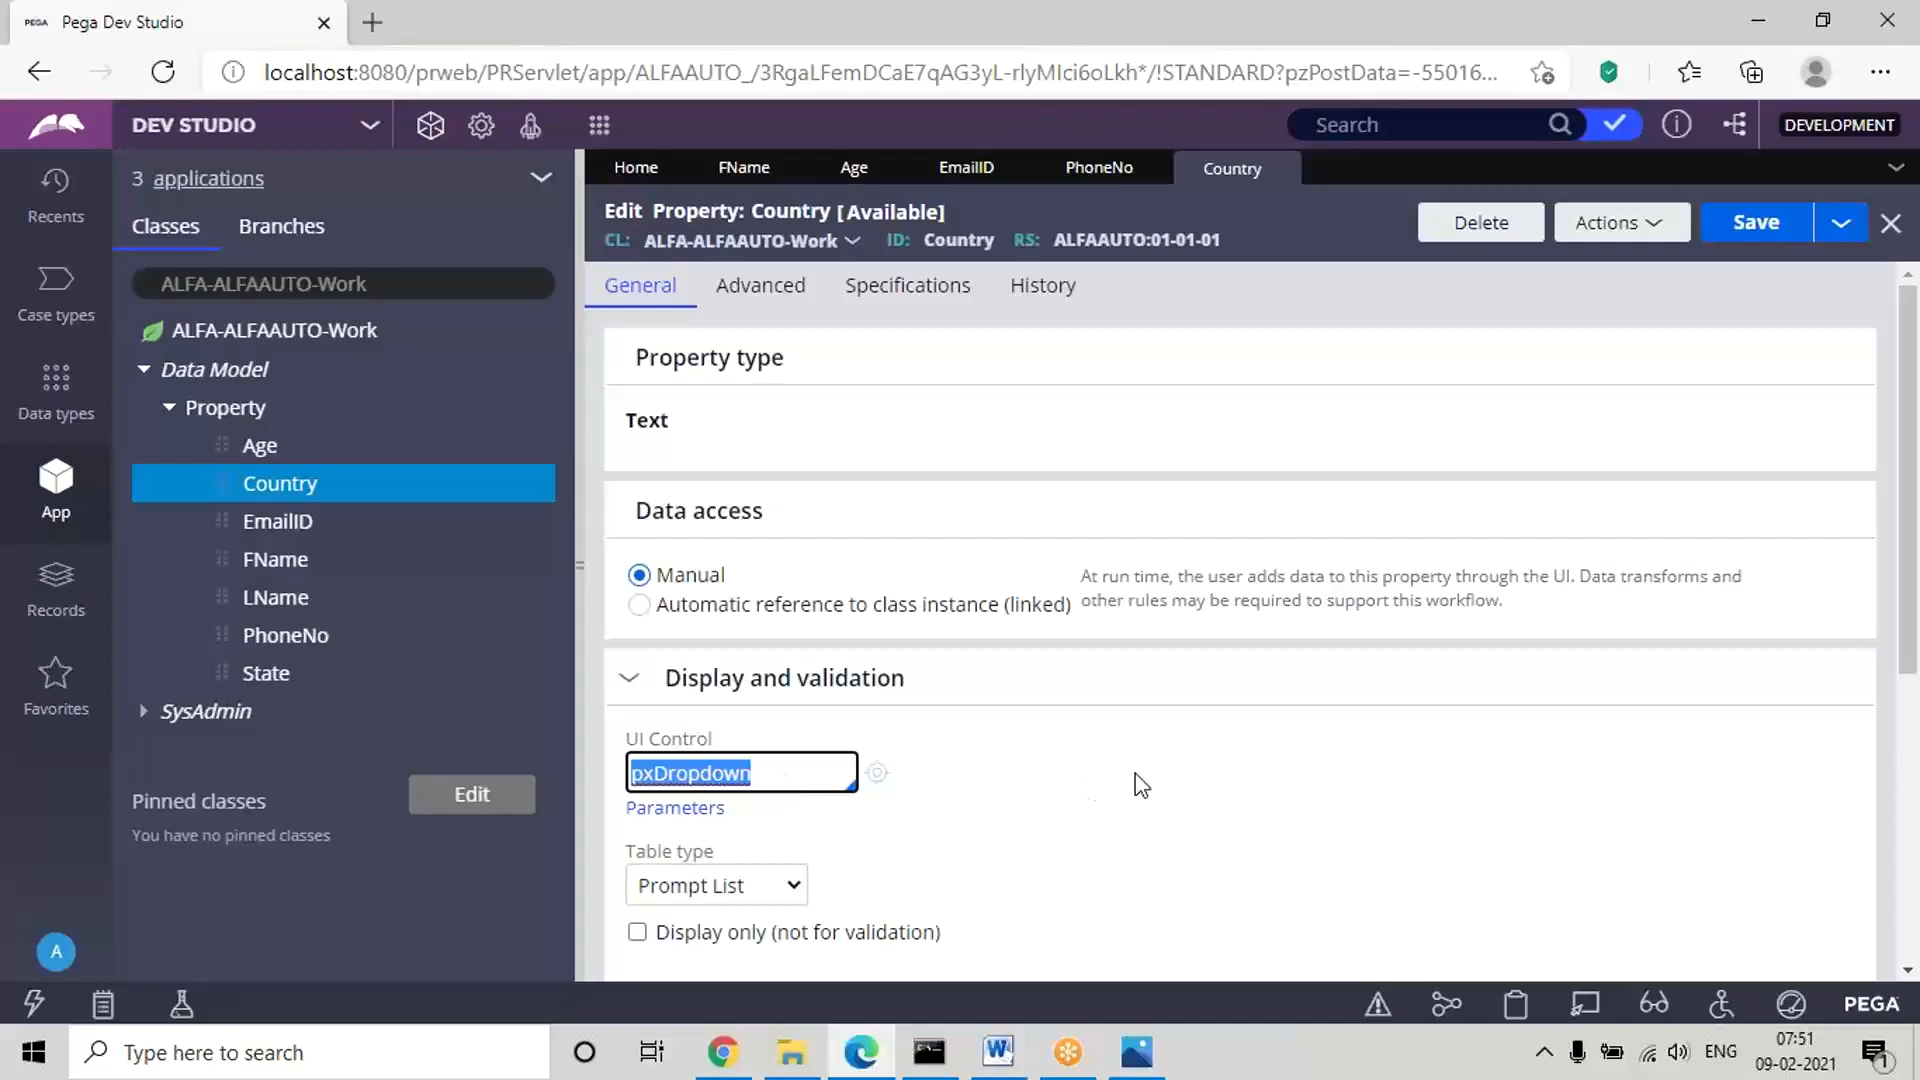 PEGA Pega Dev Studio
localhost:8080/prweb/PRServlet/app/ALFAAUTO_/3RgaLFemDCaE7qAG3yL-rlyMIci6oLkh*/!STANDARD?pzPostData=-55016...
DEV STUDIO
Search
DEVELOPMENT
3 applications
Home FName Age EmailID PhoneNo Country
Recents
Classes Branches
Edit Property: Country [Available]
CL: ALFA-ALFAAUTO-Work ID: Country RS: ALFAAUTO:01-01-01
Delete Actions Save
ALFA-ALFAAUTO-Work
General Advanced Specifications History
Case types
ALFA-ALFAAUTO-Work
Data Model
Property type
Data types
Property
Text
Age
Country
App
EmailID
Data access
FName
Manual
Automatic reference to class instance (linked)
At run time, the user adds data to this property through the UI. Data transforms and
other rules may be required to support this workflow.
Records
LName
PhoneNo
State
Favorites
SysAdmin
Display and validation
UI Control
pxDropdown
Parameters
Pinned classes Edit
You have no pinned classes
Table type
Prompt List
Display only (not for validation)
A
PEGA
Type here to search
ENG
07:51
09-02-2021
1